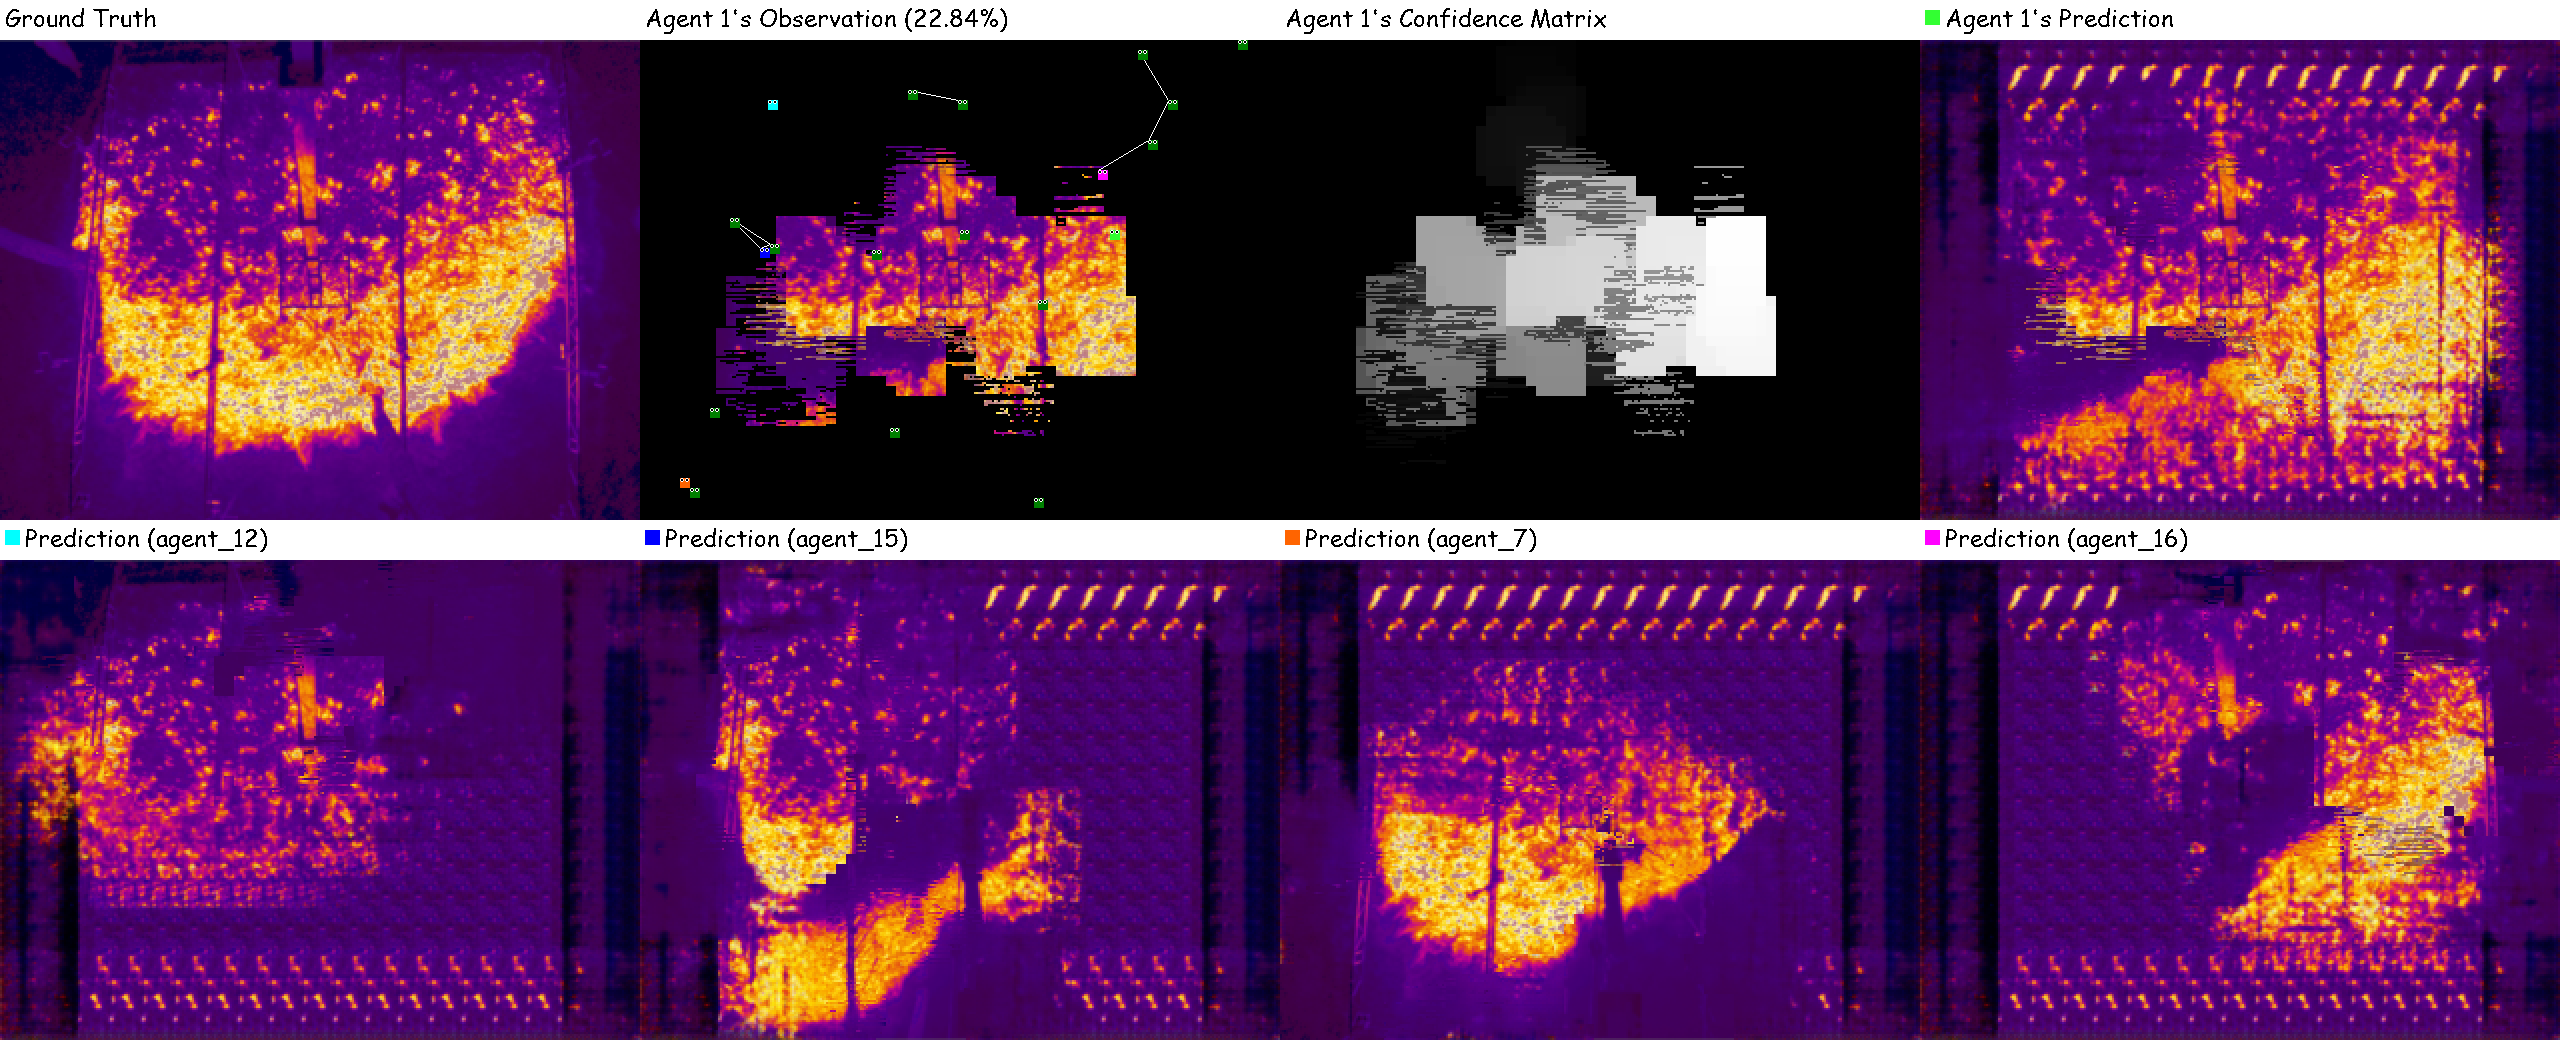 Ground Truth
Agent 1's Observation (22.84%)
Agent 1's Confidence Matrix
Agent 1's Prediction
Prediction (agent_12)
Prediction (agent_15)
Prediction (agent_7)
Prediction (agent_16)